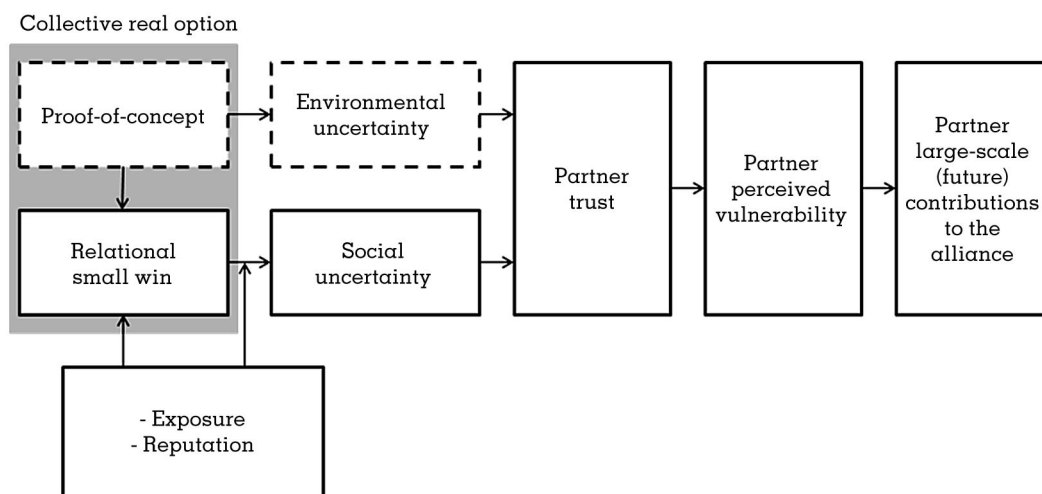 Collective real option
Proof-of-concept
Environmental
uncertainty
Relational
small win
Social
uncertainty
Partner
trust
Partner
perceived
vulnerability
Partner
large-scale
(future)
contributions
to the
alliance
- Exposure
- Reputation